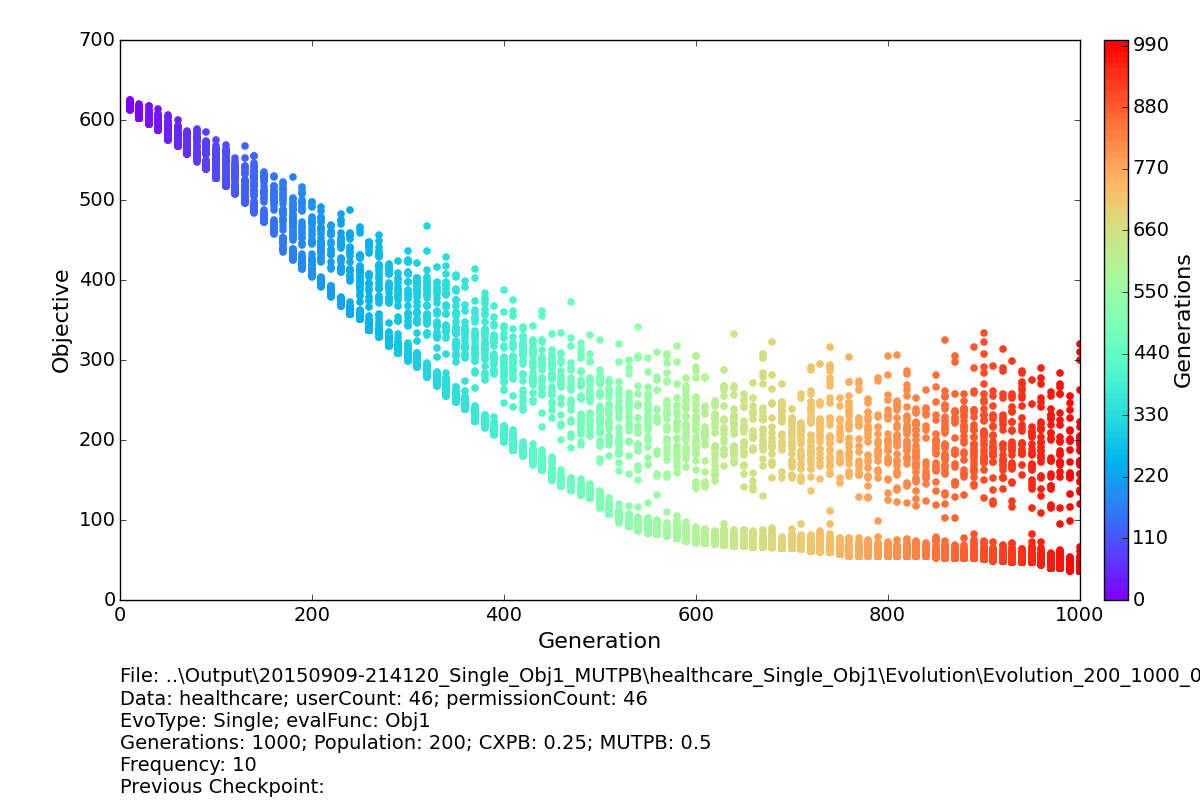 700
600
500
400
300
200
100
0
Objective
0 200 400 600 800 1000
Generation
990
880
770
660
550
440
330
220
110
0
Generations
File: ..\Output\20150909-214120_Single_Obj1_MUTPB\healthcare_Single_Obj1\Evolution\Evolution_200_1000_0
Data: healthcare; userCount: 46; permissionCount: 46
EvoType: Single; evalFunc: Obj1
Generations: 1000; Population: 200; CXPB: 0.25; MUTPB: 0.5
Frequency: 10
Previous Checkpoint: